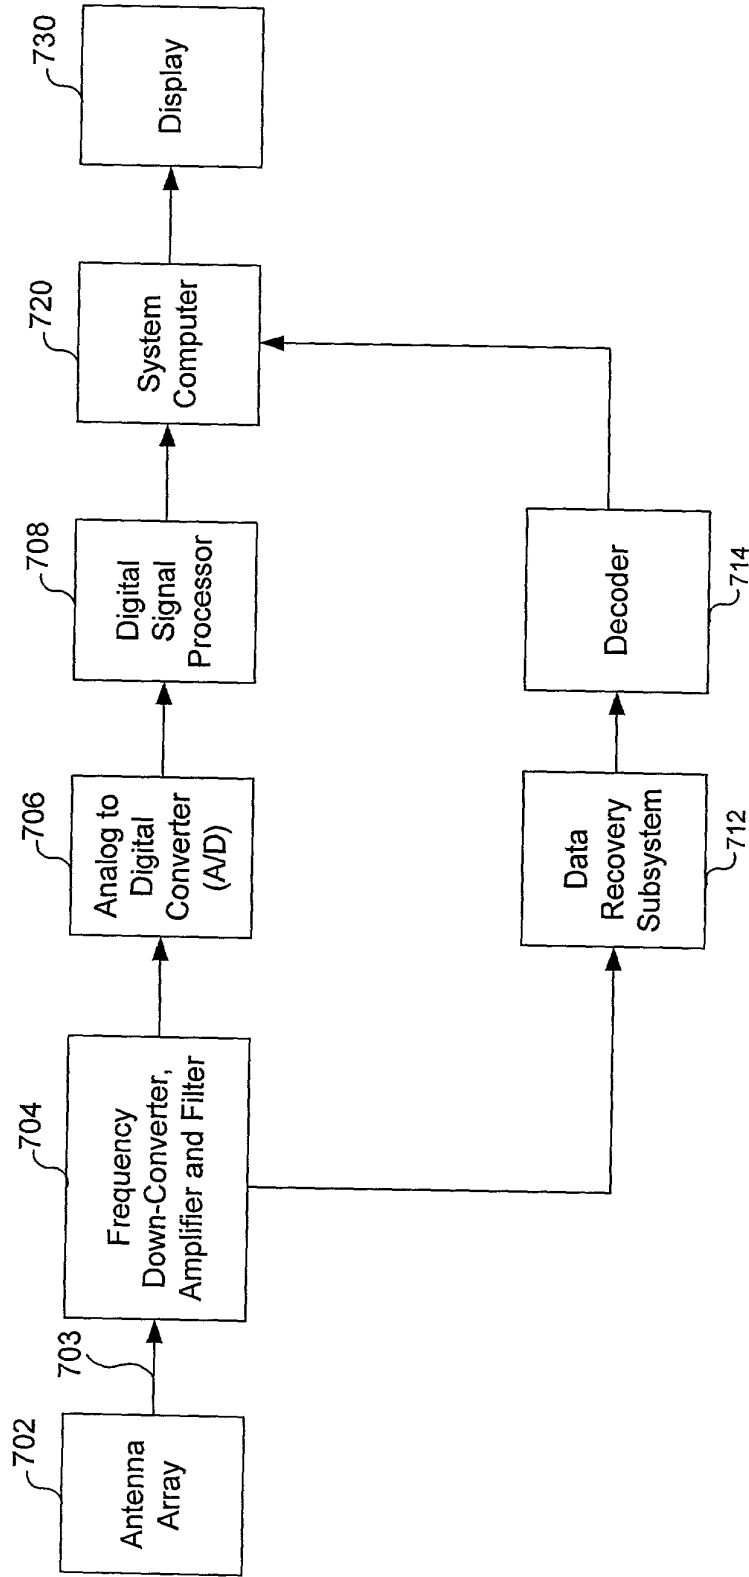 702
Antenna
Array
703
704
Frequency
Down-Converter,
Amplifier and Filter
706
Analog to
Digital
Converter
(A/D)
708
Digital
Signal
Processor
720
System
Computer
730
Display
Data
Recovery
Subsystem
712
Decoder
714